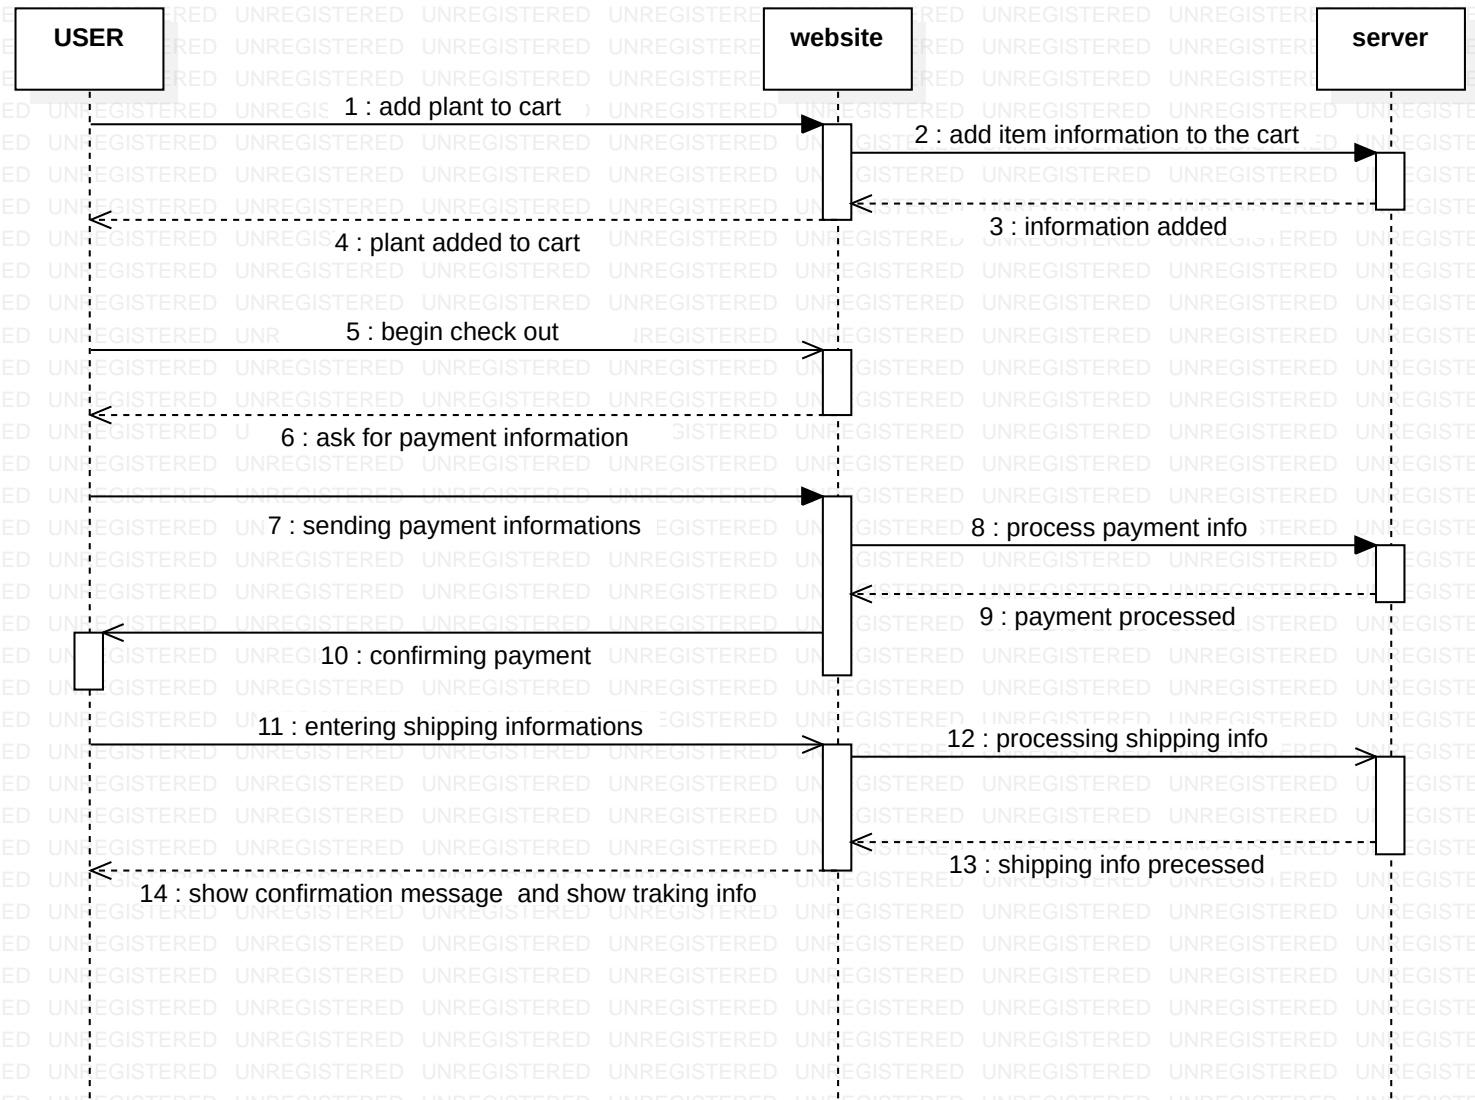 USER
website
server
1 : add plant to cart
2 : add item information to the cart
3 : information added
4 : plant added to cart
5 : begin check out
6 : ask for payment information
7 : sending payment informations
8 : process payment info
9 : payment processed
10 : confirming payment
11 : entering shipping informations
12 : processing shipping info
13 : shipping info precessed
14 : show confirmation message  and show traking info
UNREGISTERED